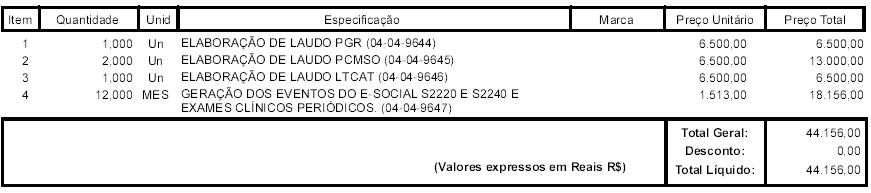 Item Quantidade Unid Especificação Marca Preço Unitário Preço Total
1 1,000 Un ELABORAÇÃO DE LAUDO PGR (04-04-9644) 6.500,00 6.500,00
2 2,000 Un ELABORAÇÃO DE LAUDO PCMSO (04-04-9645) 6.500,00 13.000,00
3 1,000 Un ELABORAÇÃO DE LAUDO LTCAT (04-04-9646) 6.500,00 6.500,00
4 12,000 MES GERAÇÃO DOS EVENTOS DO E-SOCIAL S2220 E S2240 E 1.513,00 18.156,00
EXAMES CLÍNICOS PERIÓDICOS. (04-04-9647)
Total Geral: 44.156,00
Desconto: 0,00
(Valores expressos em Reais R$) Total Líquido: 44.156,00